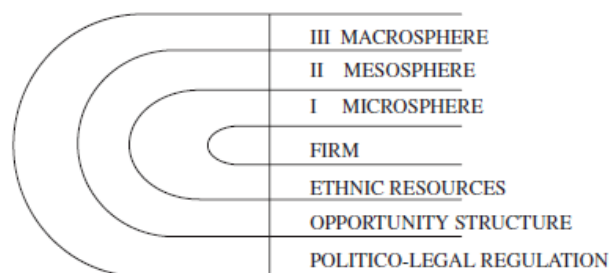 III MACROSPHERE
II MESOSPHERE
I MICROSPHERE
FIRM
ETHNIC RESOURCES
OPPORTUNITY STRUCTURE
POLITICO-LEGAL REGULATION